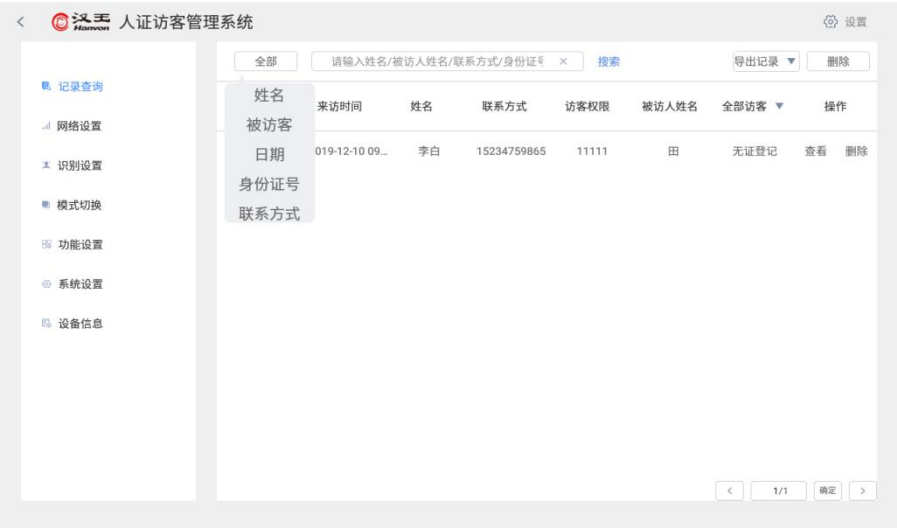 汉王 Hanvon 人证访客管理系统 设置
全部 请输入姓名/被访人姓名/联系方式/身份证号 × 搜索 导出记录 ▼ 删除
记录查询
网络设置
识别设置
模式切换
功能设置
系统设置
设备信息
姓名
被访客
日期
身份证号
联系方式
来访时间 姓名 联系方式 访客权限 被访人姓名 全部访客 ▼ 操作
019-12-10 09... 李白 15234759865 11111 田 无证登记 查看 删除
< 1/1 确定 >